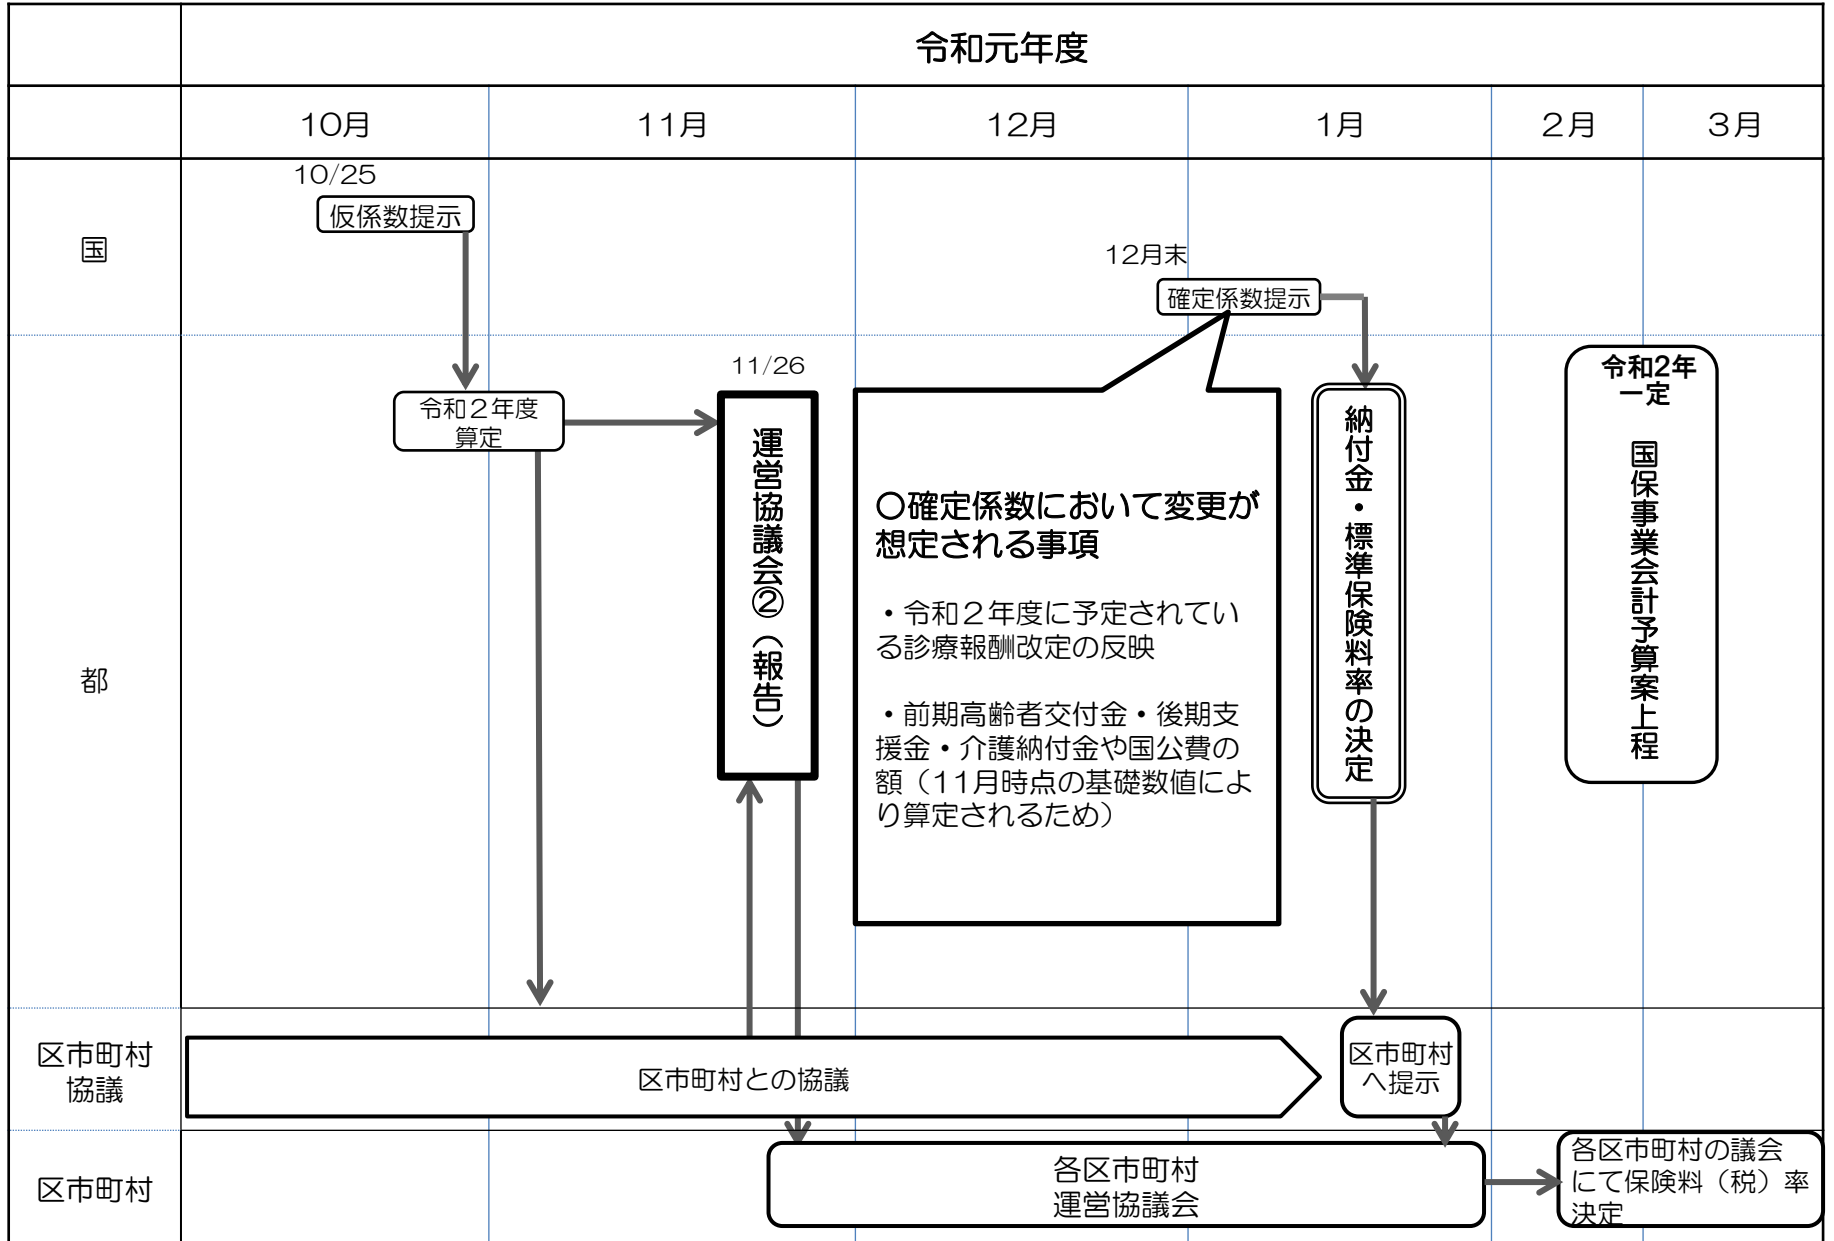 令和元年度
10月
11月
12月
1月
２月
３月
国
10/25
仮係数提示
12月末
確定係数提示
都
令和２年度
算定
11/26
運営協議会②（報告）
〇確定係数において変更が
想定される事項
・令和２年度に予定されてい
る診療報酬改定の反映
・前期高齢者交付金・後期支
援金・介護納付金や国公費の
額（11月時点の基礎数値によ
り算定されるため）
納付金・標準保険料率の決定
令和2年
一定
国保事業会計予算案上程
区市町村
協議
区市町村との協議
区市町村
へ提示
区市町村
各区市町村
運営協議会
各区市町村の議会
にて保険料（税）率
決定